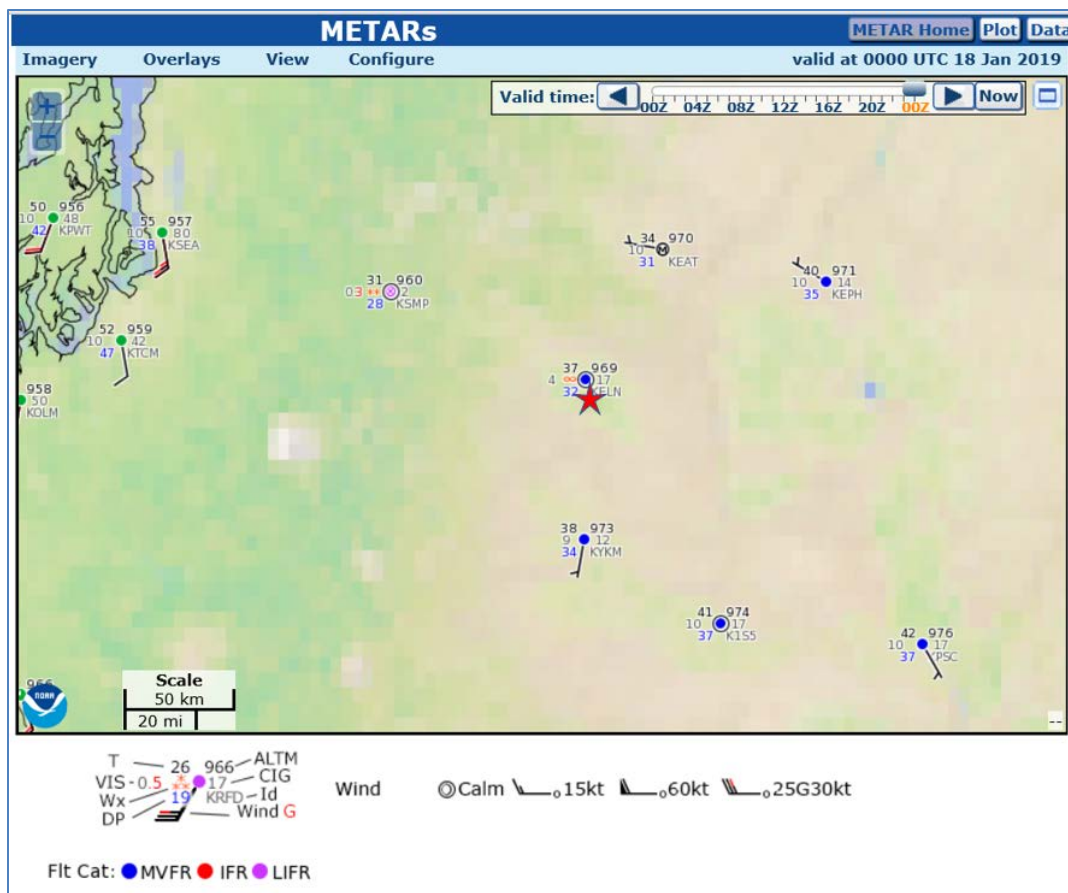 METARs
METAR Home Plot Data
Imagery Overlays View Configure
valid at 0000 UTC 18 Jan 2019
Valid time: 00Z 04Z 08Z 12Z 16Z 20Z 00Z Now
50 956
10 48
42 KPWT
55 957
10 80
38 KSEA
34 970
10
M
31 KEAT
31 960
03 ** 2
28 KSMP
40 971
10 14
35 KEPH
52 959
10 42
47 KTCM
37 969
4 ∞ 17
32 KELN
958
50
KOLM
38 973
9 12
34 KYKM
41 974
10 17
37 K1S5
42 976
10 17
37 KPSC
966
NOAA
Scale
50 km
20 mi
--
T 26 966 ALTM
VIS 0.5 17 CIG
Wx 19 KRFD Id
DP Wind G
Wind Calm 15kt 60kt 25G30kt
Flt Cat: MVFR IFR LIFR